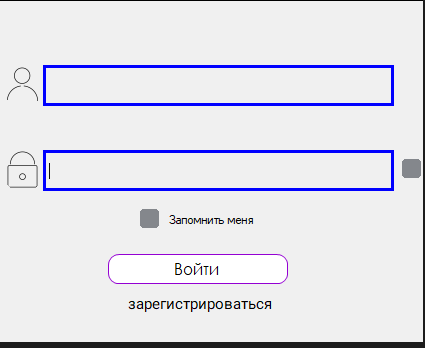 Запомнить меня
Войти
зарегистрироваться